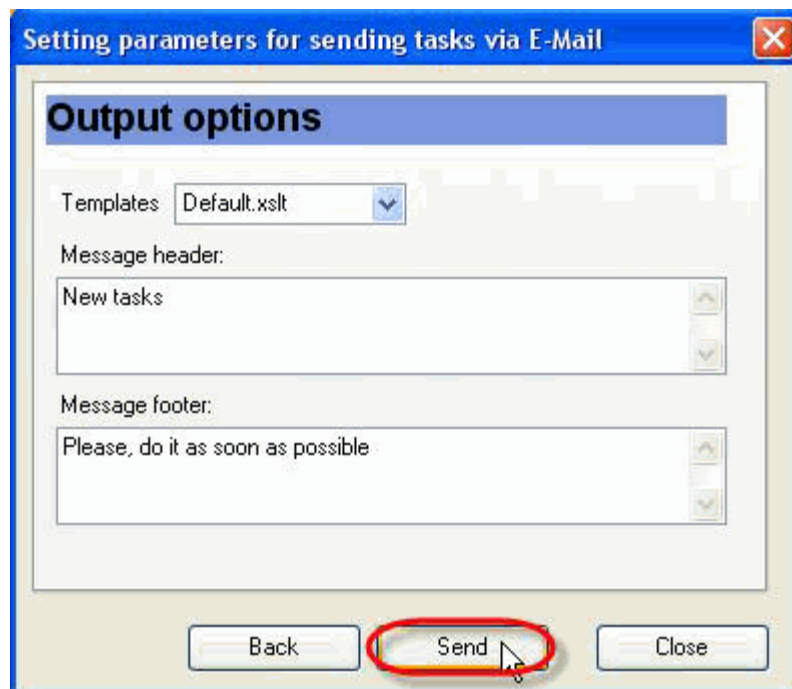 Setting parameters for sending tasks via E-Mail
Output options
Templates Default.xslt
Message header:
New tasks
Message footer:
Please, do it as soon as possible
Back Send Close